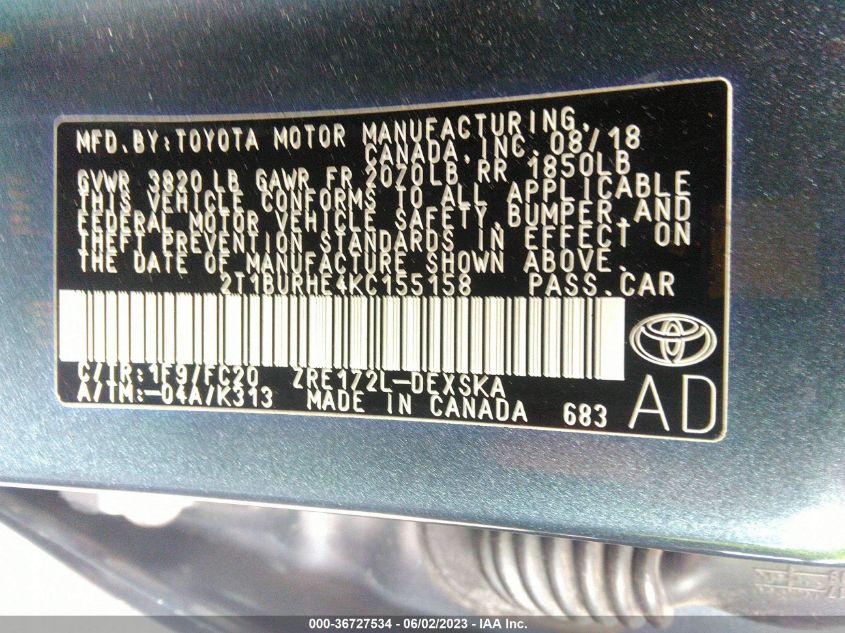 MFD. BY: TOYOTA MOTOR MANUFACTURING,
CANADA, INC. 08/18
GVWR 3820 LB GAWR FR 2070LB, RR 1850LB
THIS VEHICLE CONFORMS TO ALL APPLICABLE
FEDERAL MOTOR VEHICLE SAFETY, BUMPER, AND
THEFT PREVENTION STANDARDS IN EFFECT ON
THE DATE OF MANUFACTURE SHOWN ABOVE.
2T1BURHE4KC155158 PASS. CAR
C/TR: 1F9/FC20 ZRE172L-DEXSKA
A/TM: -04A/K313 MADE IN CANADA 683
AD
000-36727534 - 06/02/2023 - IAA Inc.